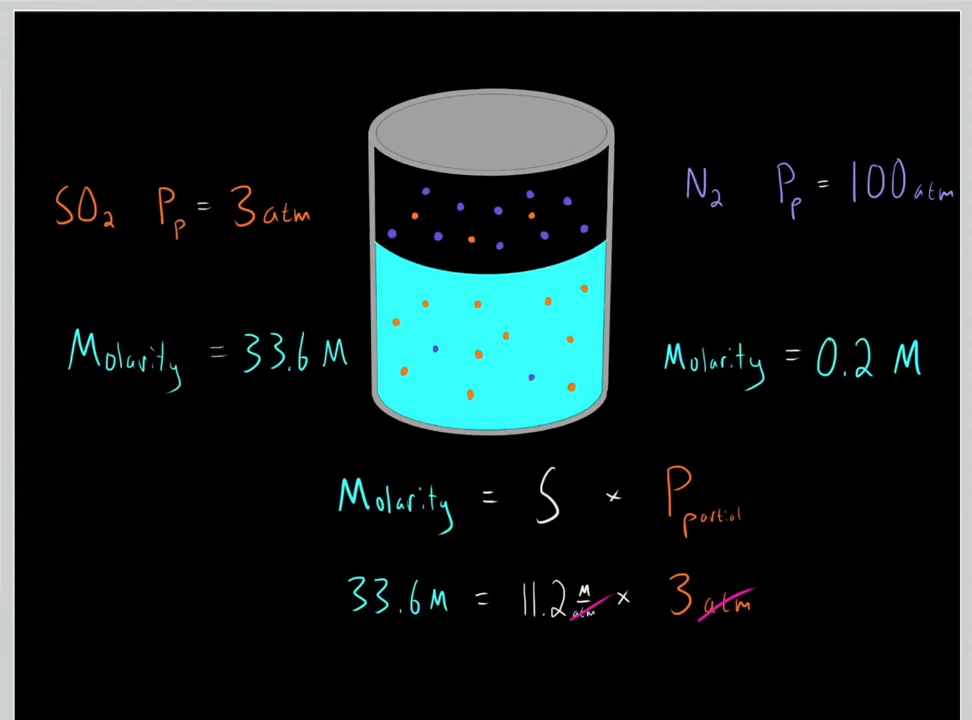 SO₂ Pₚ = 3 atm
N₂ Pₚ = 100 atm
Molarity = 33.6 M
Molarity = 0.2 M
Molarity = S × P partial
33.6 M = 11.2 M/atm × 3 atm